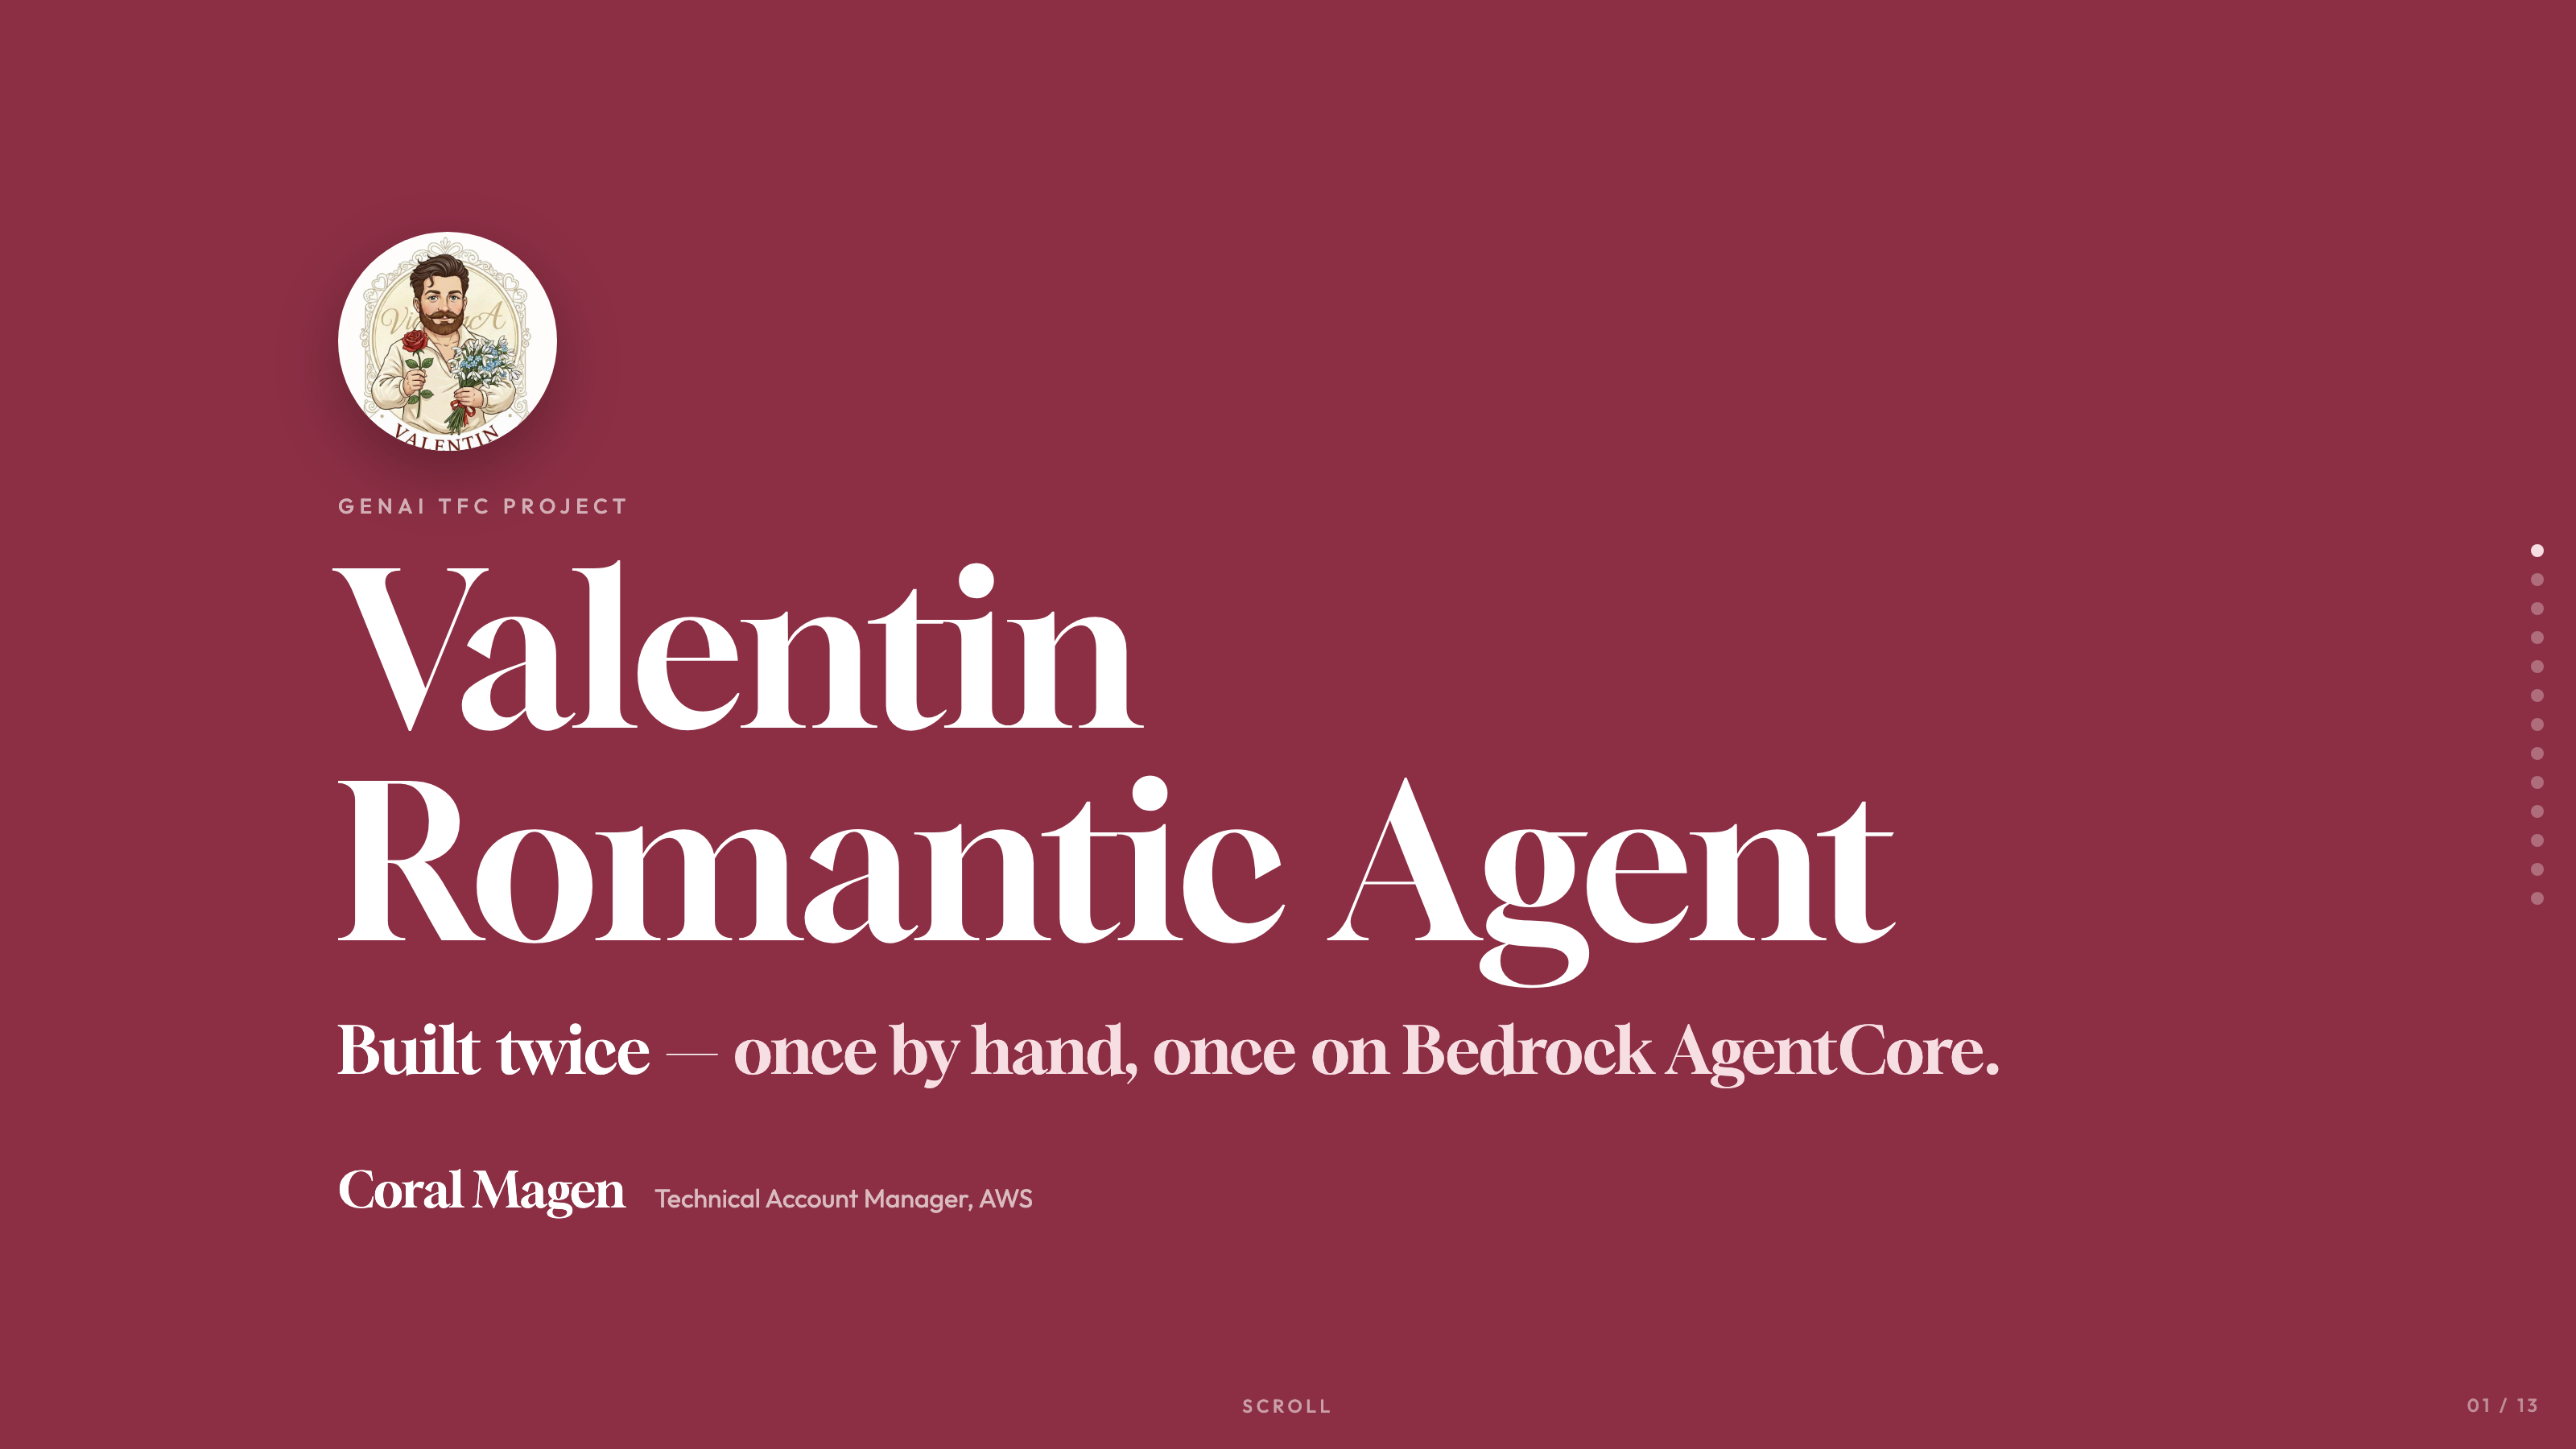 VALENTIN
GENAI TFC PROJECT
Valentin
Romantic Agent
Built twice — once by hand, once on Bedrock AgentCore.
Coral Magen Technical Account Manager, AWS
SCROLL
01 / 13